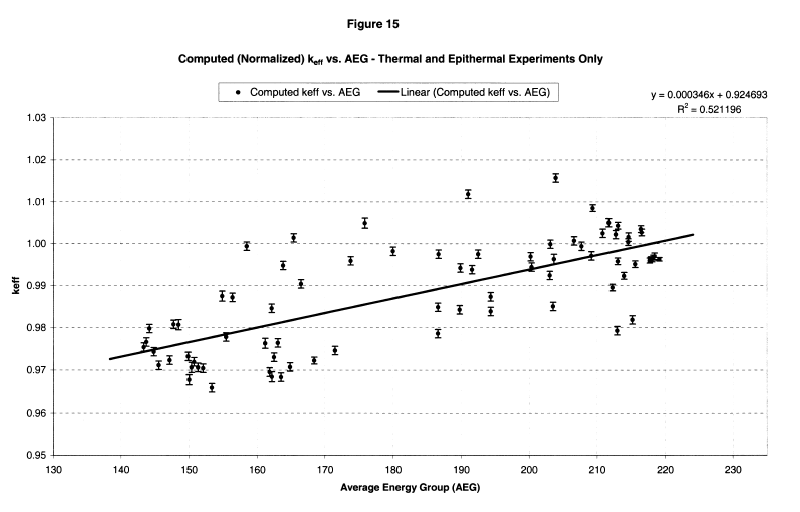 Figure 15
Computed (Normalized) keff vs. AEG - Thermal and Epithermal Experiments Only
Computed keff vs. AEG
Linear (Computed keff vs. AEG)
y = 0.000346x + 0.924693
R² = 0.521196
1.03
1.02
1.01
1.00
0.99
0.98
0.97
0.96
0.95
keff
130 140 150 160 170 180 190 200 210 220 230
Average Energy Group (AEG)